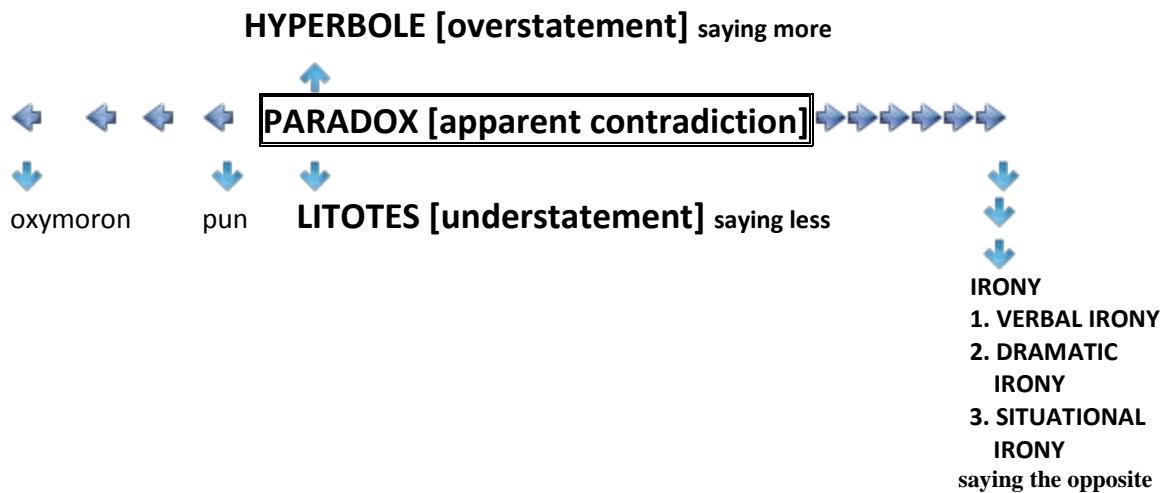 HYPERBOLE [overstatement] saying more
PARADOX [apparent contradiction]
oxymoron pun LITOTES [understatement] saying less
IRONY
1. VERBAL IRONY
2. DRAMATIC
IRONY
3. SITUATIONAL
IRONY
saying the opposite